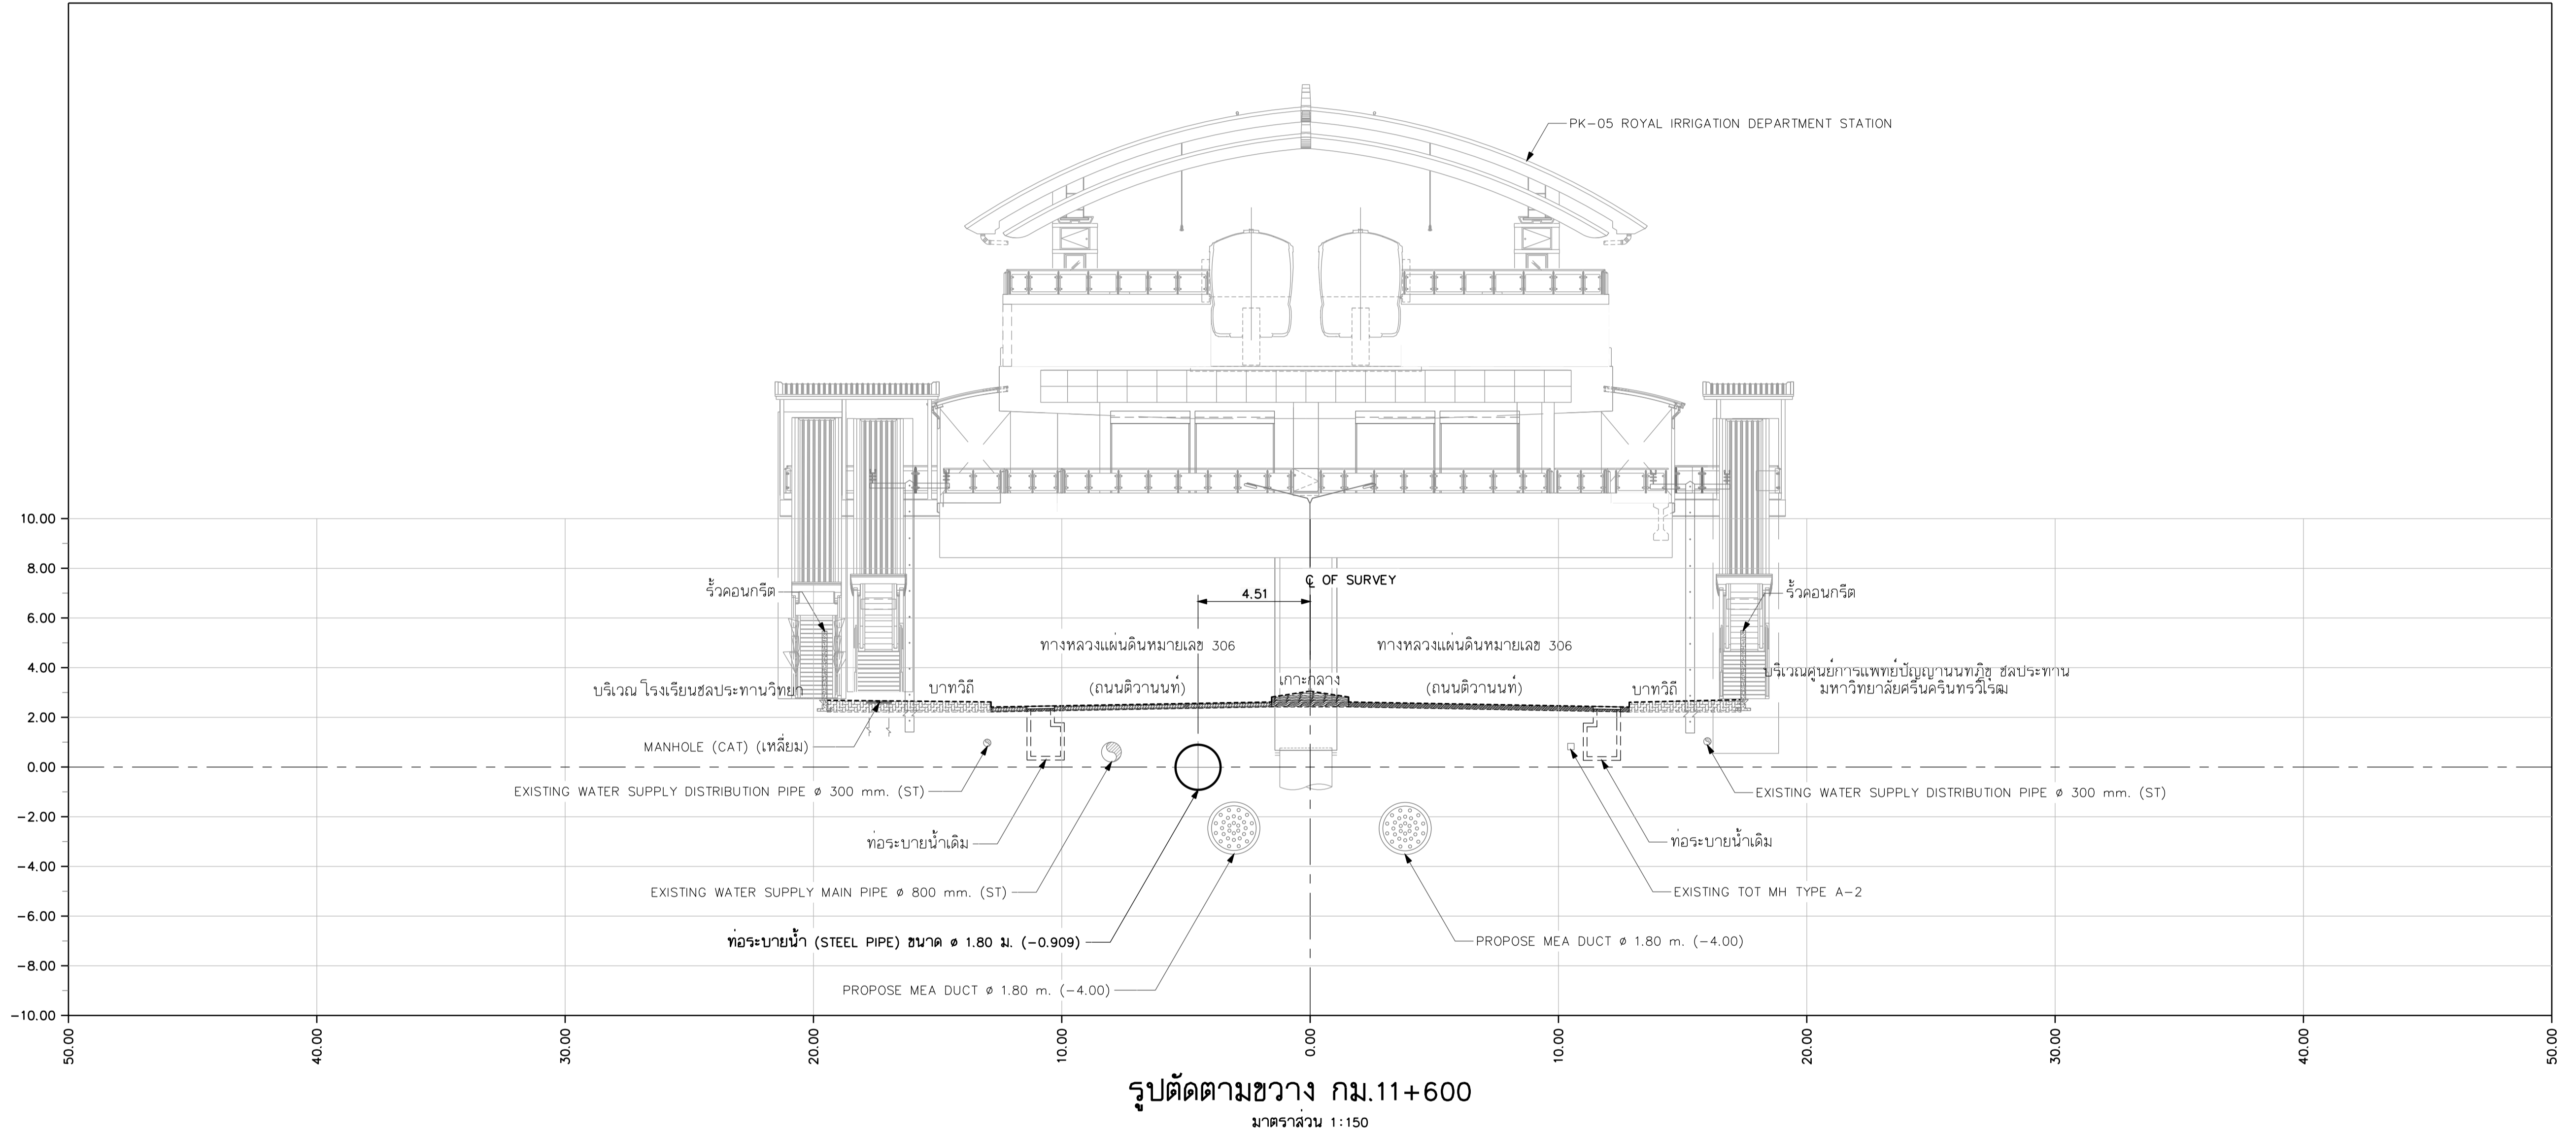 PK-05 ROYAL IRRIGATION DEPARTMENT STATION
10.00
8.00
6.00
4.00
2.00
0.00
-2.00
-4.00
-6.00
-8.00
-10.00
℄ OF SURVEY
4.51
รั้วคอนกรีต
รั้วคอนกรีต
ทางหลวงแผ่นดินหมายเลข 306
ทางหลวงแผ่นดินหมายเลข 306
บริเวณ โรงเรียนชลประทานวิทยา
บาทวิถี
(ถนนติวานนท์)
เกาะกลาง
(ถนนติวานนท์)
บาทวิถี
บริเวณศูนย์การแพทย์ปัญญานันทภิขุ ชลประทาน
มหาวิทยาลัยศรีนครินทรวิโรฒ
MANHOLE (CAT) (เหลี่ยม)
EXISTING WATER SUPPLY DISTRIBUTION PIPE ø 300 mm. (ST)
EXISTING WATER SUPPLY DISTRIBUTION PIPE ø 300 mm. (ST)
ท่อระบายน้ำเดิม
ท่อระบายน้ำเดิม
EXISTING WATER SUPPLY MAIN PIPE ø 800 mm. (ST)
EXISTING TOT MH TYPE A-2
ท่อระบายน้ำ (STEEL PIPE) ขนาด ø 1.80 ม. (-0.909)
PROPOSE MEA DUCT ø 1.80 m. (-4.00)
PROPOSE MEA DUCT ø 1.80 m. (-4.00)
50.00
40.00
30.00
20.00
10.00
0.00
10.00
20.00
30.00
40.00
50.00
รูปตัดตามขวาง กม.11+600
มาตราส่วน 1:150